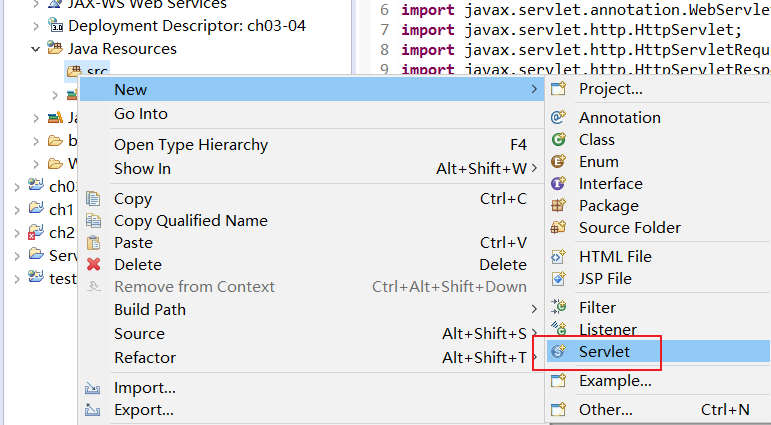 JAX-WS Web Services
Deployment Descriptor: ch03-04
Java Resources
src
Ja
b
W
ch03
ch1
ch2
Serv
test
6 import javax.servlet.annotation.WebServle
7 import javax.servlet.http.HttpServlet;
8 import javax.servlet.http.HttpServletRequ
9 import javax.servlet.http.HttpServletResp
New
Go Into
Open Type Hierarchy F4
Show In Alt+Shift+W
Copy Ctrl+C
Copy Qualified Name
Paste Ctrl+V
Delete Delete
Remove from Context Ctrl+Alt+Shift+Down
Build Path
Source Alt+Shift+S
Refactor Alt+Shift+T
Import...
Export...
Project...
Annotation
Class
Enum
Interface
Package
Source Folder
HTML File
JSP File
Filter
Listener
Servlet
Example...
Other... Ctrl+N